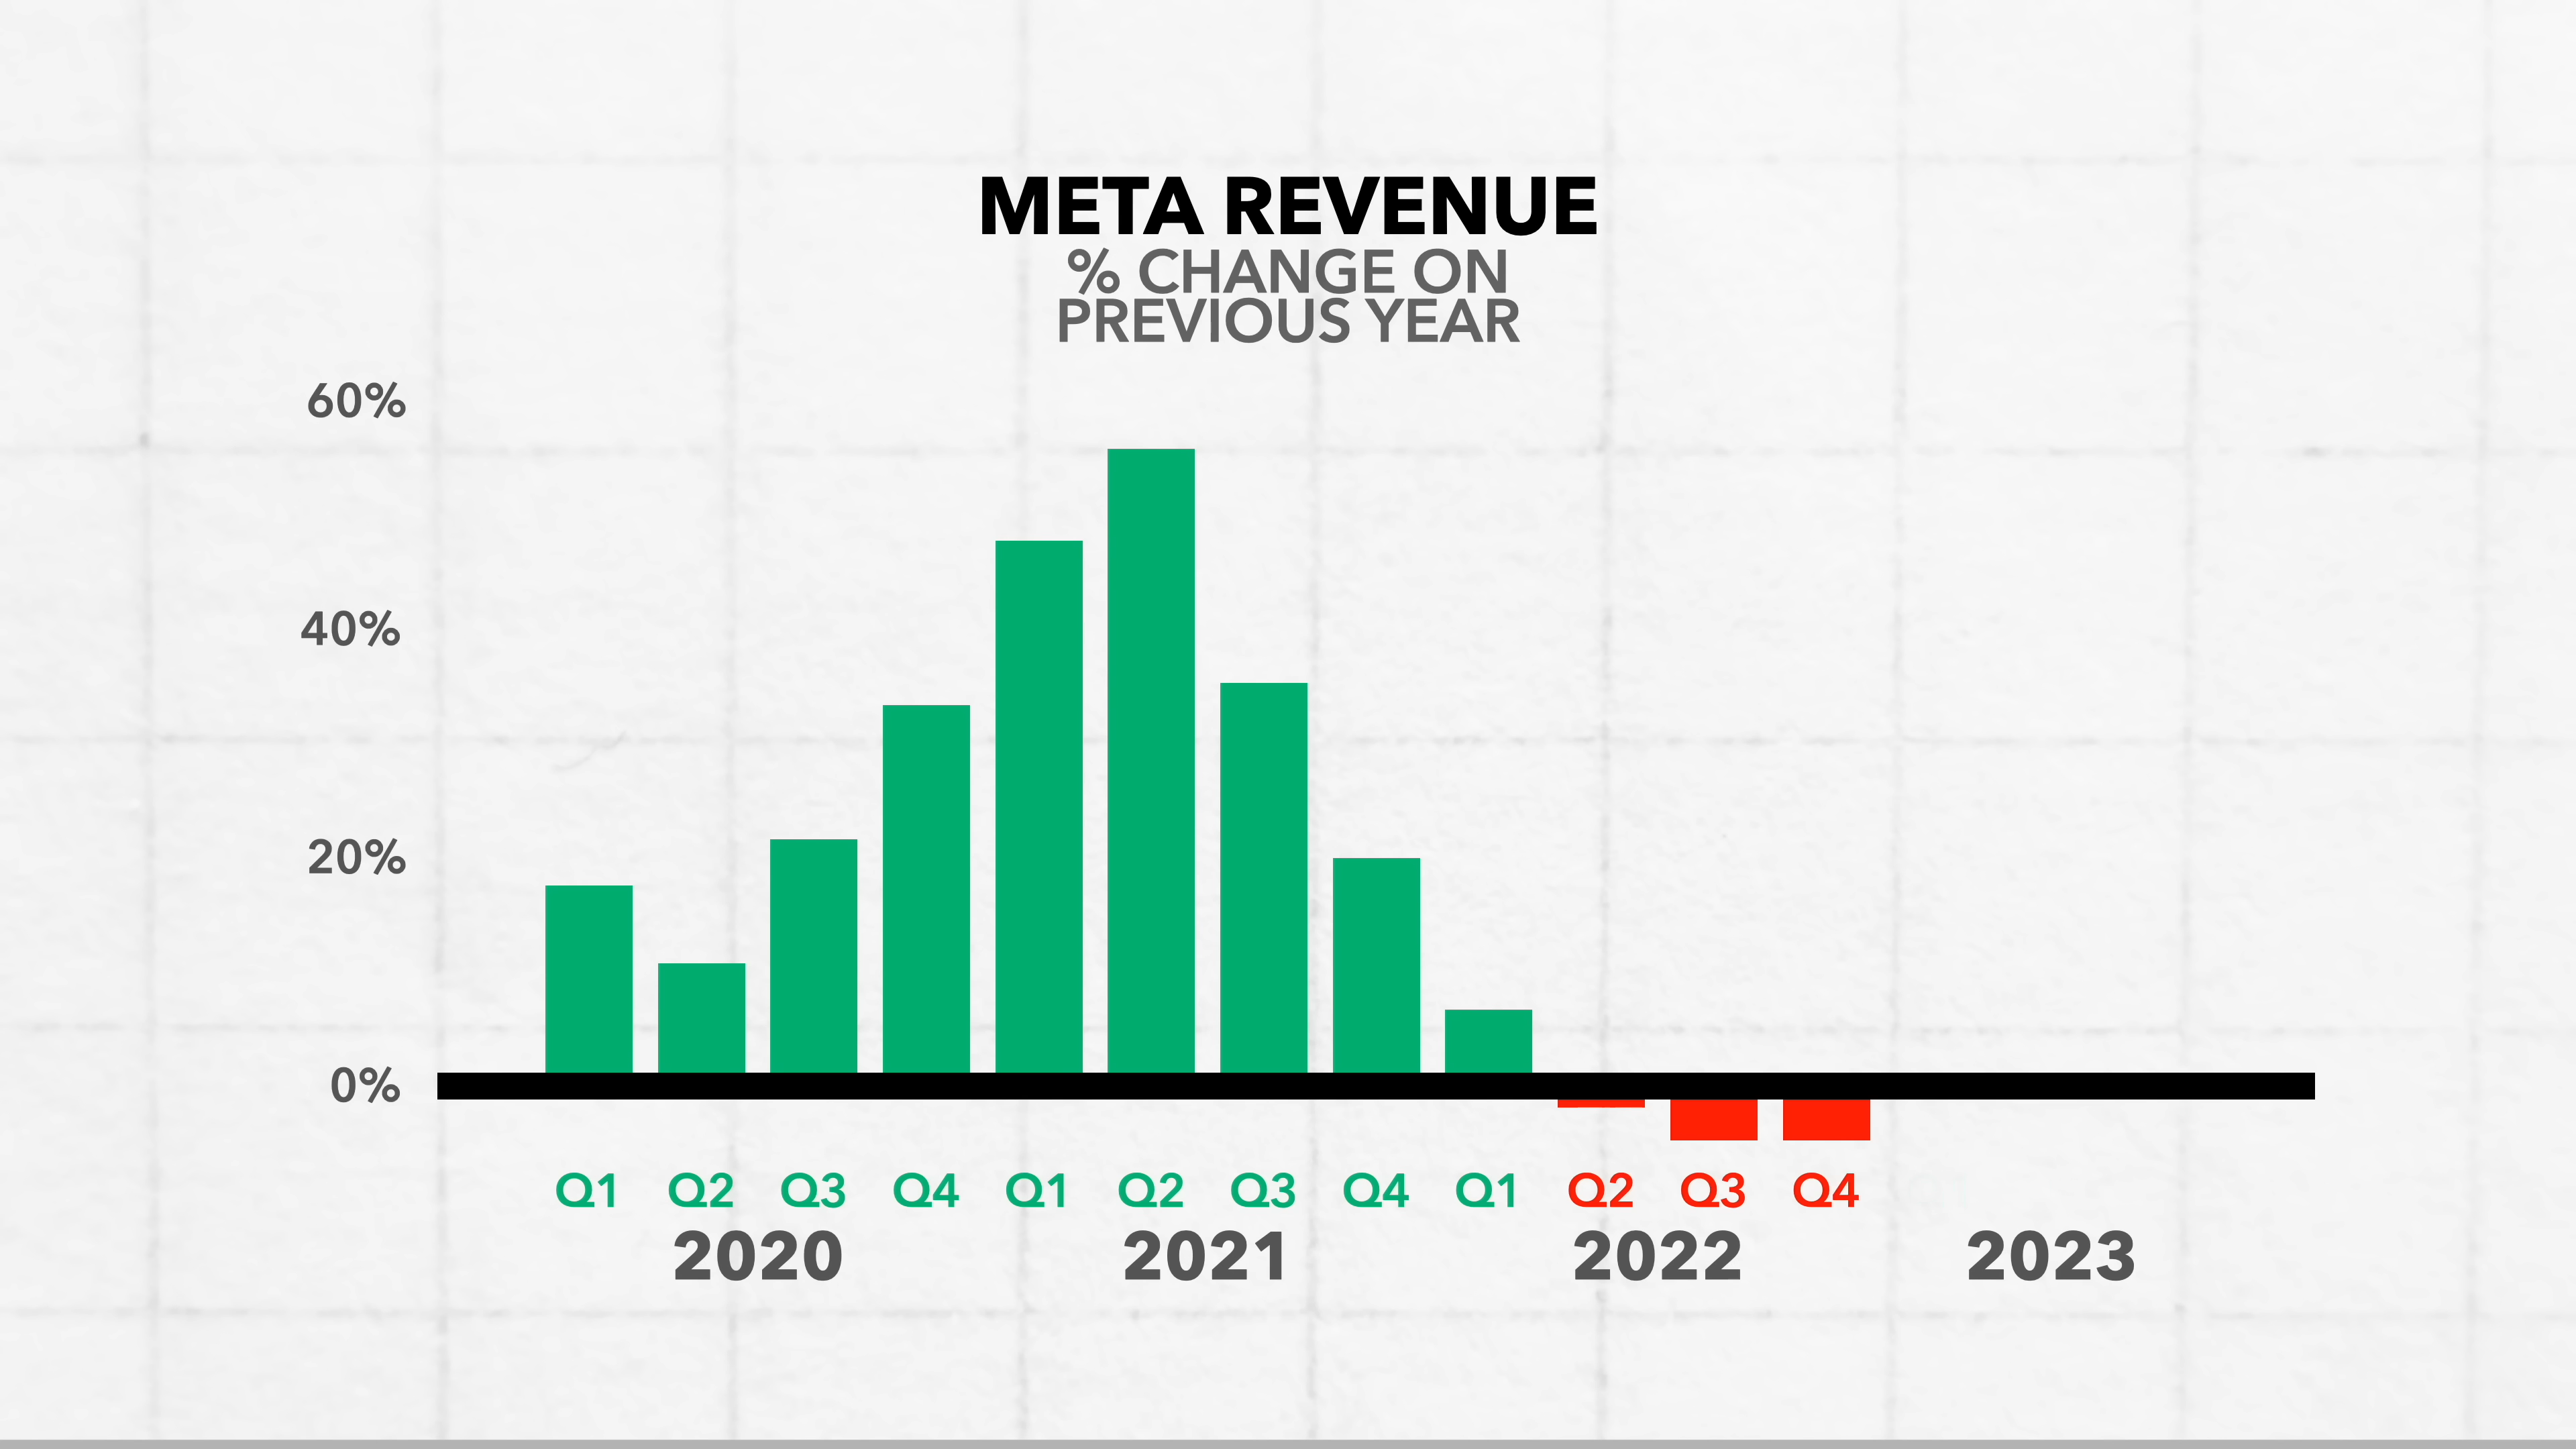 META REVENUE
% CHANGE ON
PREVIOUS YEAR
60%
40%
20%
0%
Q1 Q2 Q3 Q4 Q1 Q2 Q3 Q4 Q1 Q2 Q3 Q4
2020 2021 2022 2023